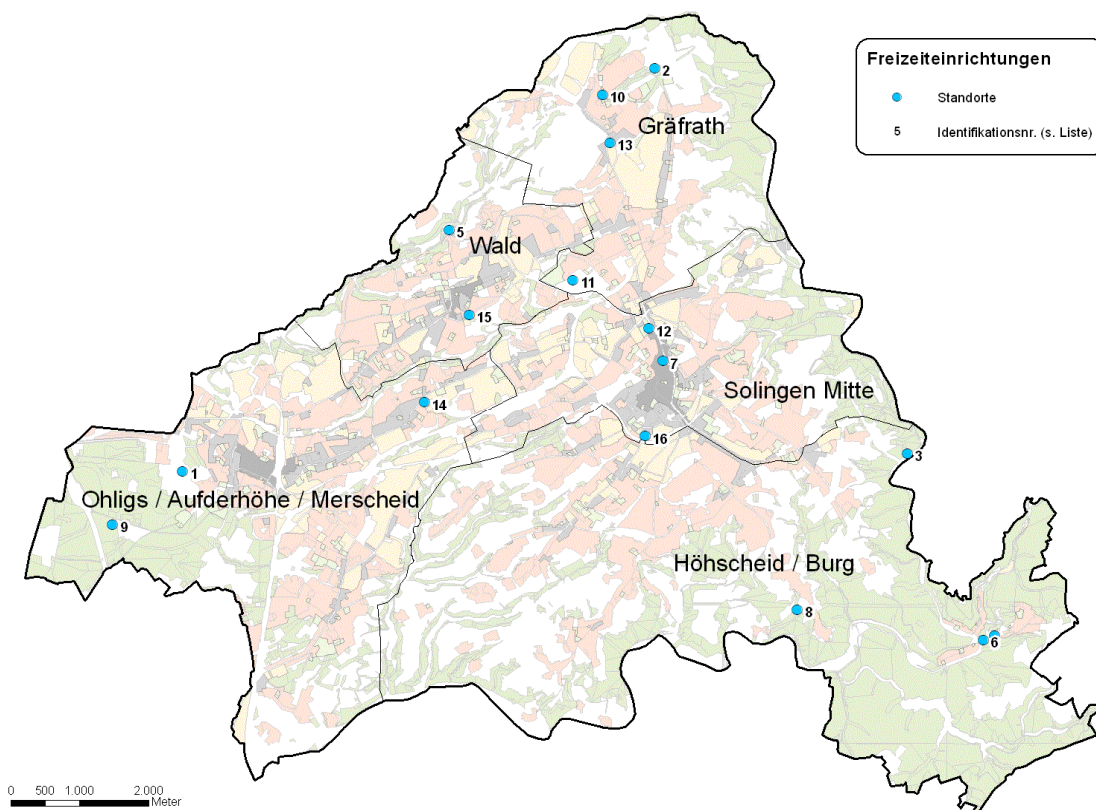 Freizeiteinrichtungen
Standorte
5 Identifikationsnr. (s. Liste)
2
10
Gräfrath
13
5
Wald
11
15
12
7
Solingen Mitte
14
16
3
1
Ohligs / Aufderhöhe / Merscheid
9
Höhscheid / Burg
8
6
0 500 1.000 2.000
Meter